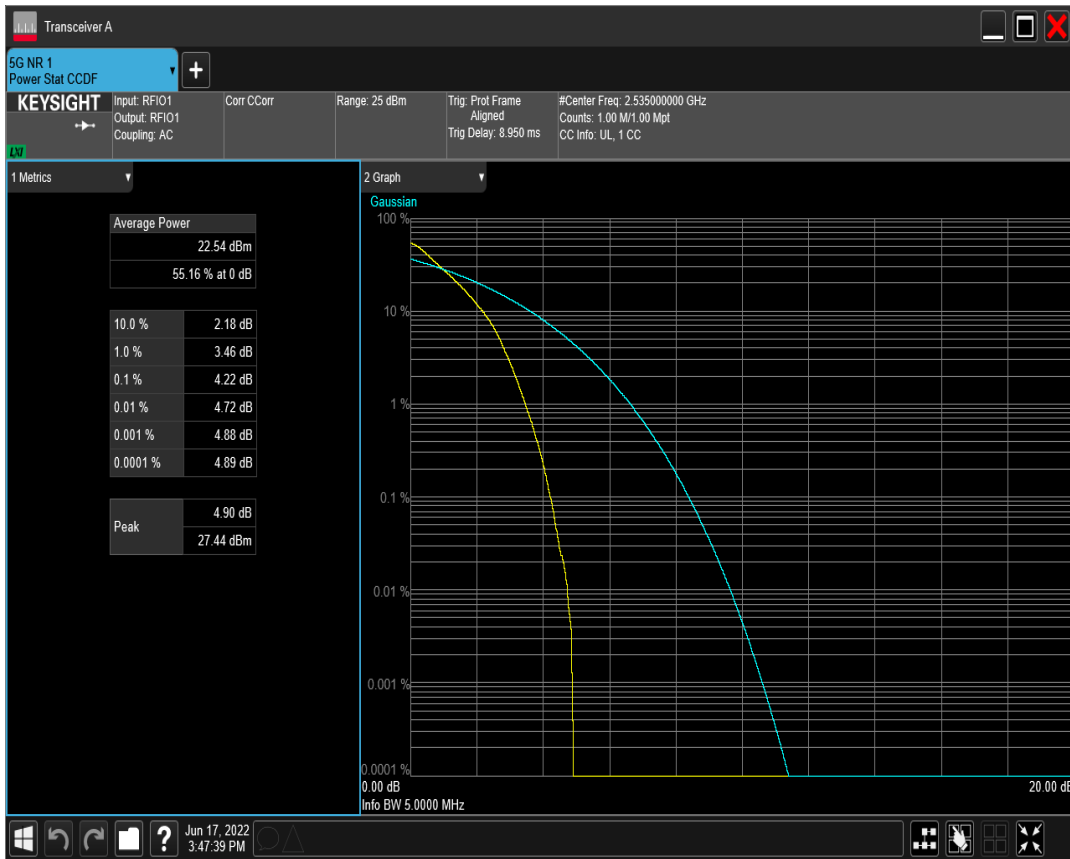 Transceiver A
5G NR 1
Power Stat CCDF
+
KEYSIGHT
LXI
Input: RFIO1
Output: RFIO1
Coupling: AC
Corr CCorr
Range: 25 dBm
Trig: Prot Frame
Aligned
Trig Delay: 8.950 ms
#Center Freq: 2.535000000 GHz
Counts: 1.00 M/1.00 Mpt
CC Info: UL, 1 CC
1 Metrics
Average Power
22.54 dBm
55.16 % at 0 dB
10.0 % 2.18 dB
1.0 % 3.46 dB
0.1 % 4.22 dB
0.01 % 4.72 dB
0.001 % 4.88 dB
0.0001 % 4.89 dB
Peak
4.90 dB
27.44 dBm
2 Graph
Gaussian
100 %
10 %
1 %
0.1 %
0.01 %
0.001 %
0.0001 %
0.00 dB
20.00 dB
Info BW 5.0000 MHz
?
Jun 17, 2022
3:47:39 PM